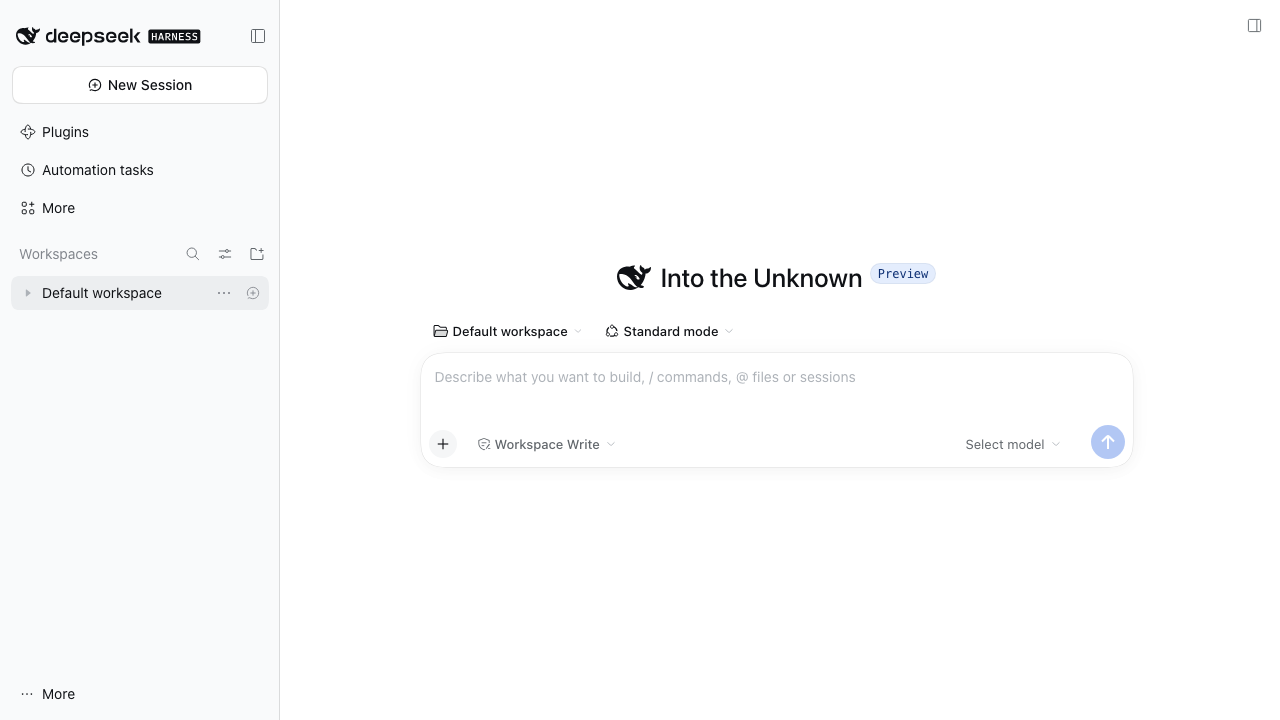 deepseek HARNESS
New Session
Plugins
Automation tasks
More
Workspaces
Default workspace
More
Into the Unknown Preview
Default workspace Standard mode
Describe what you want to build, / commands, @ files or sessions
Workspace Write Select model